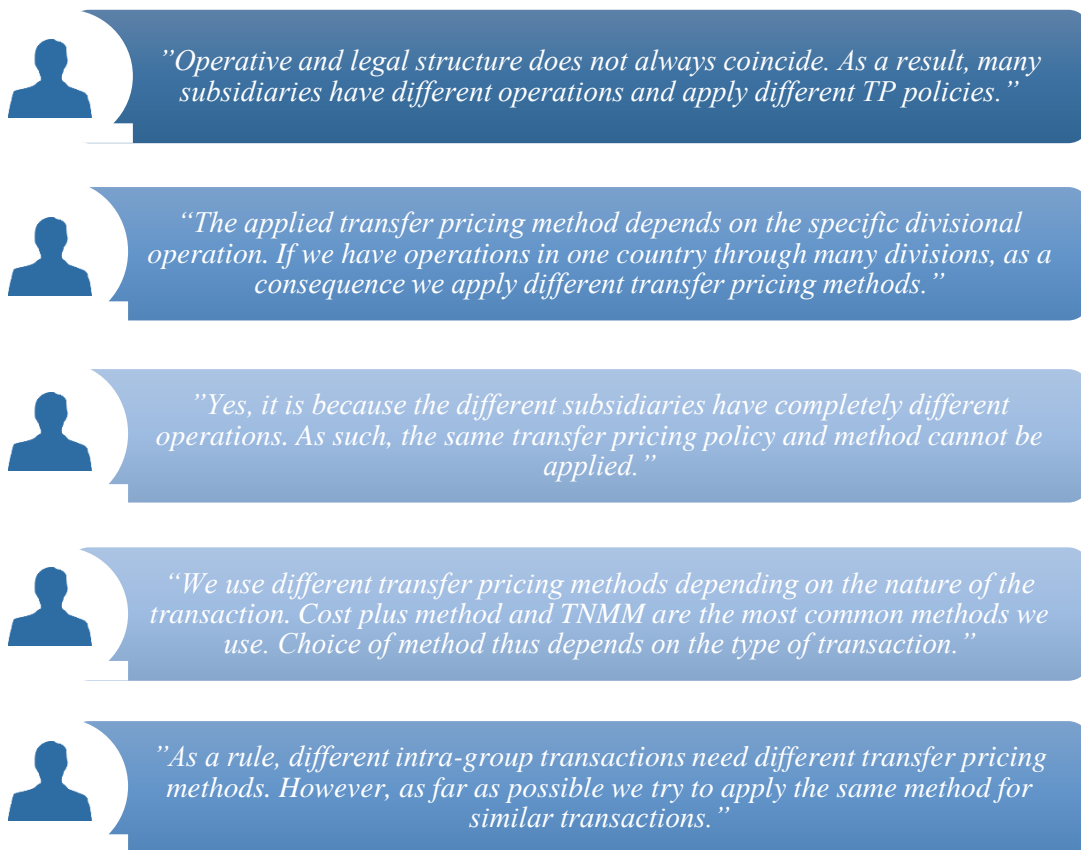 ”Operative and legal structure does not always coincide. As a result, many
subsidiaries have different operations and apply different TP policies.”
“The applied transfer pricing method depends on the specific divisional
operation. If we have operations in one country through many divisions, as a
consequence we apply different transfer pricing methods.”
”Yes, it is because the different subsidiaries have completely different
operations. As such, the same transfer pricing policy and method cannot be
applied.”
“We use different transfer pricing methods depending on the nature of the
transaction. Cost plus method and TNMM are the most common methods we
use. Choice of method thus depends on the type of transaction.”
”As a rule, different intra-group transactions need different transfer pricing
methods. However, as far as possible we try to apply the same method for
similar transactions.”